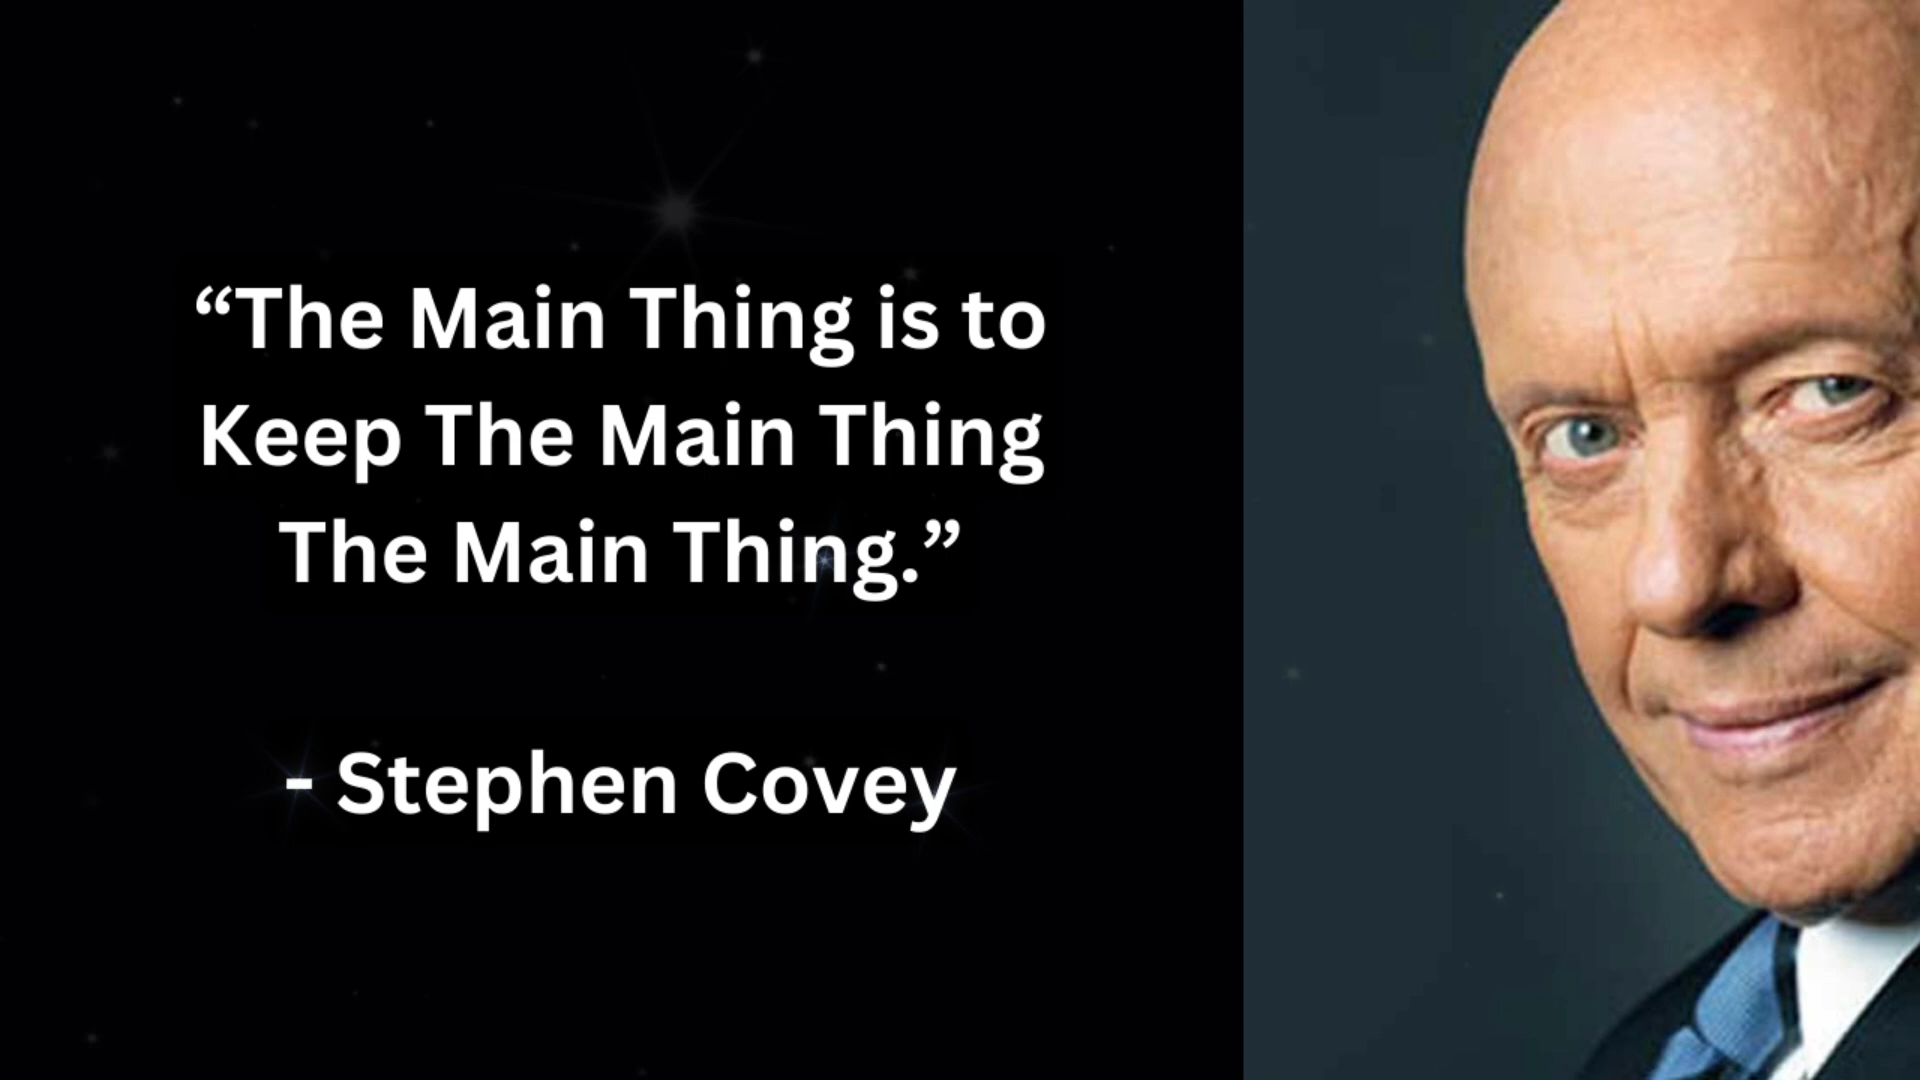 “The Main Thing is to
Keep The Main Thing
The Main Thing.”
- Stephen Covey